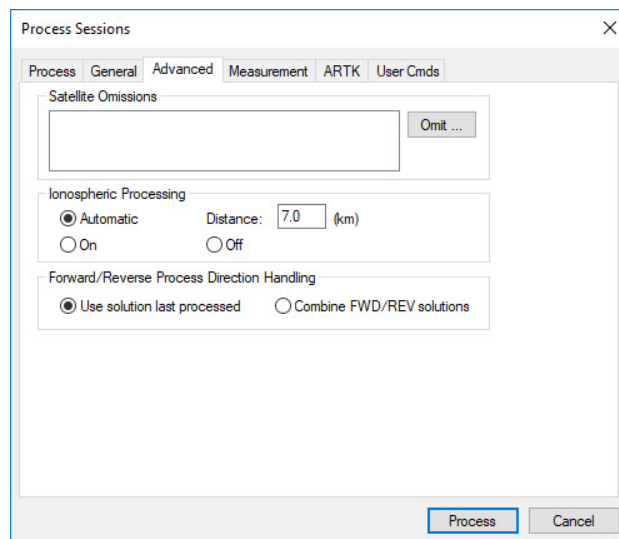 Process Sessions
Process General Advanced Measurement ARTK User Cmds
Satellite Omissions
Omit ...
Ionospheric Processing
Automatic Distance: 7.0 (km)
On Off
Forward/Reverse Process Direction Handling
Use solution last processed Combine FWD/REV solutions
Process Cancel